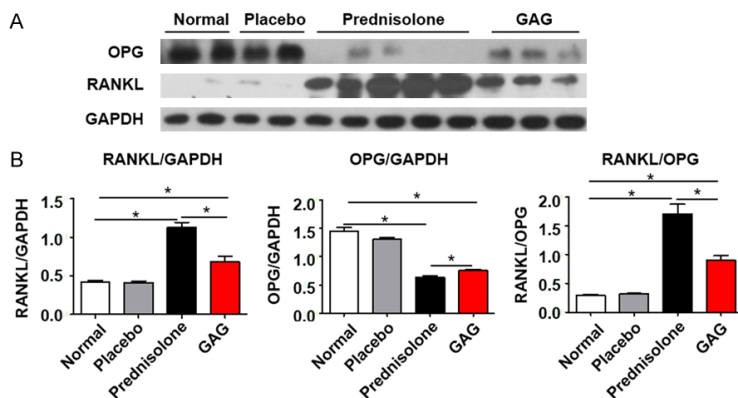 A
Normal Placebo Prednisolone GAG
OPG
RANKL
GAPDH
B
RANKL/GAPDH
RANKL/GAPDH
1.5
1.0
0.5
0.0
* * *
Normal
Placebo
Prednisolone
GAG
OPG/GAPDH
OPG/GAPDH
2.0
1.5
1.0
0.5
0.0
* * *
Normal
Placebo
Prednisolone
GAG
RANKL/OPG
RANKL/OPG
2.0
1.5
1.0
0.5
0.0
* * *
Normal
Placebo
Prednisolone
GAG